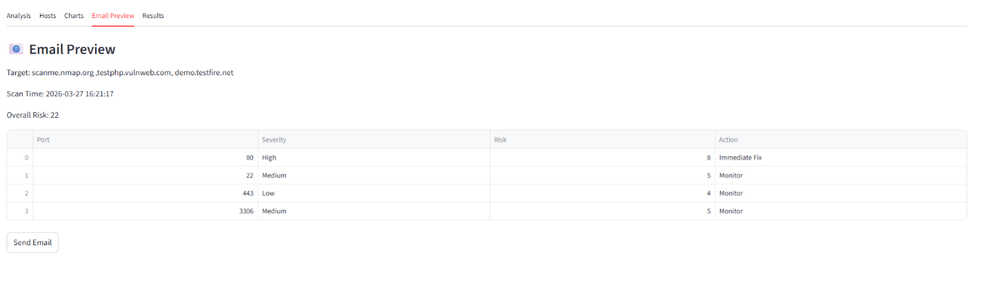 Analysis Hosts Charts Email Preview Results
Email Preview
Target: scanme.nmap.org ,testphp.vulnweb.com, demo.testfire.net
Scan Time: 2026-03-27 16:21:17
Overall Risk: 22
Port Severity Risk Action
0 80 High 8 Immediate Fix
1 22 Medium 5 Monitor
2 443 Low 4 Monitor
3 3306 Medium 5 Monitor
Send Email